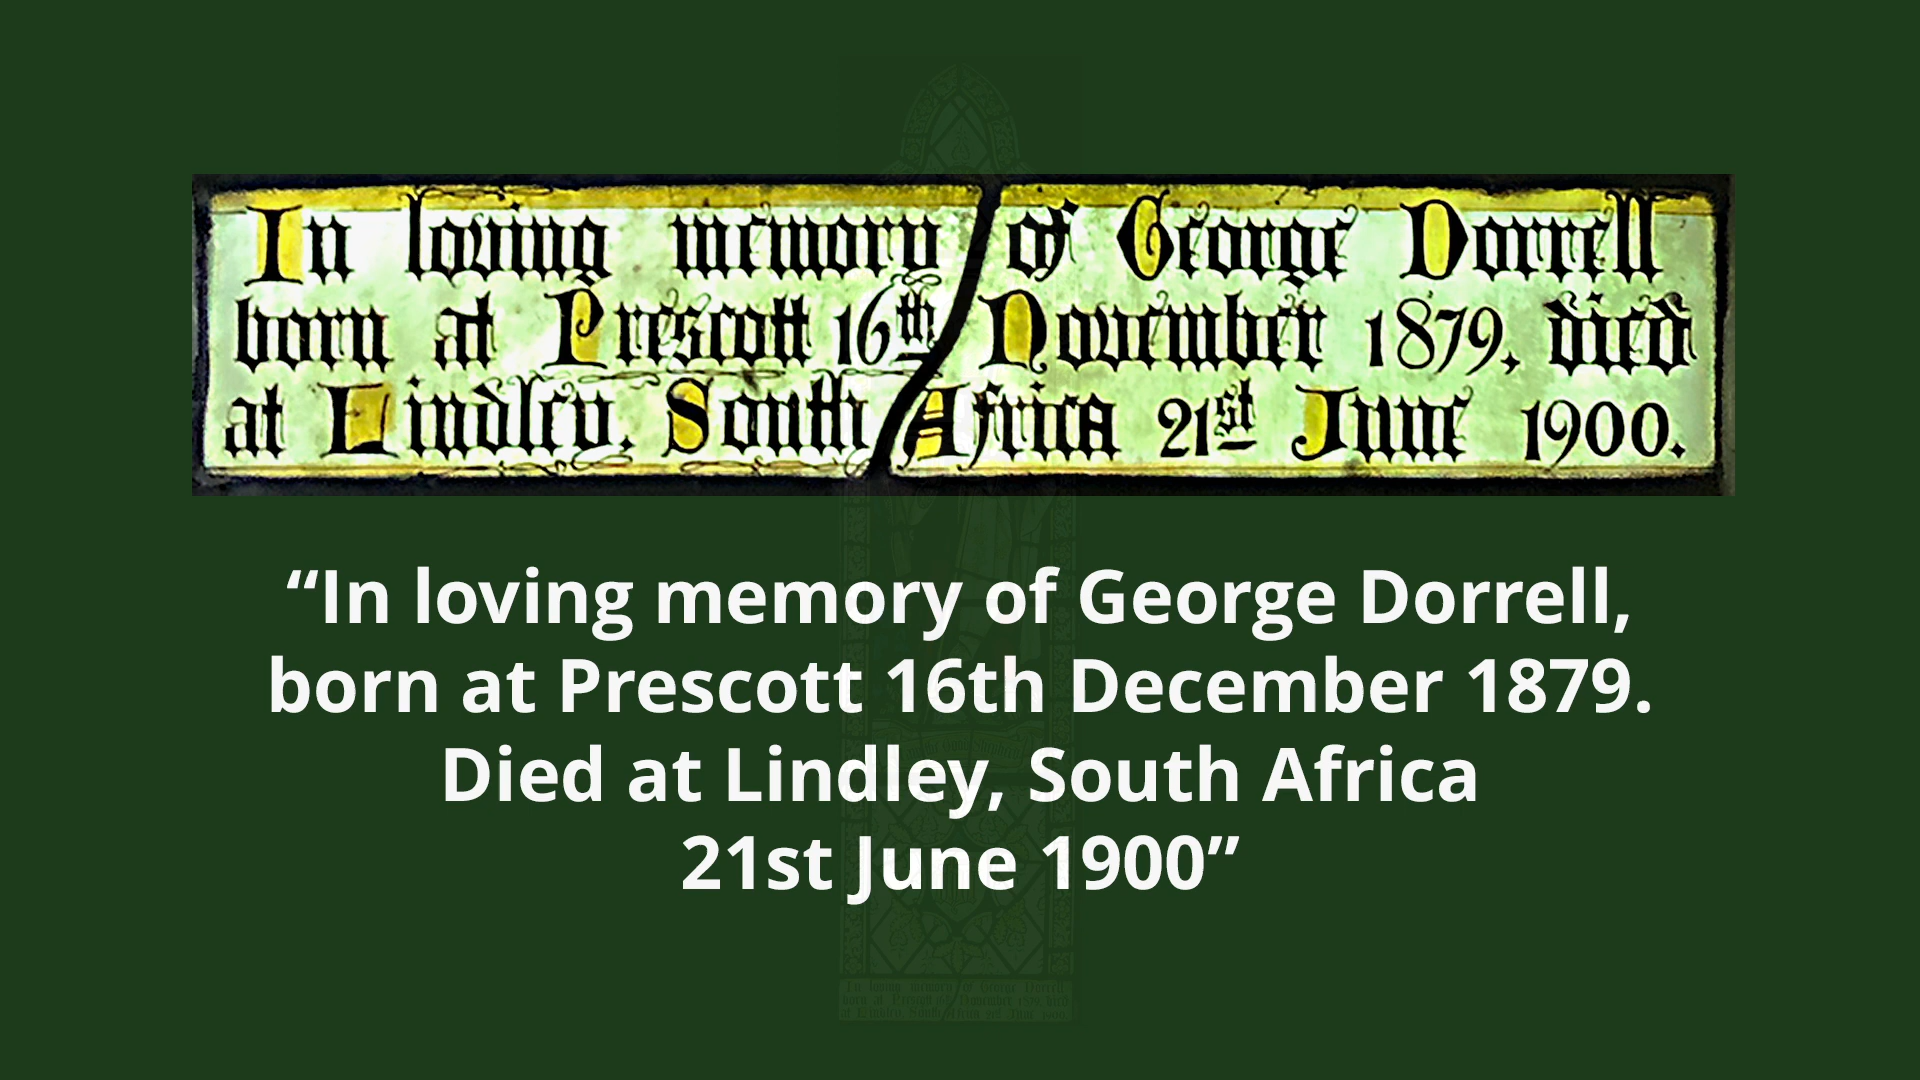 In loving memory of George Dorrell
born at Prescott 16th November 1879, died
at Lindley, South Africa 21st June 1900.
“In loving memory of George Dorrell,
born at Prescott 16th December 1879.
Died at Lindley, South Africa
21st June 1900”